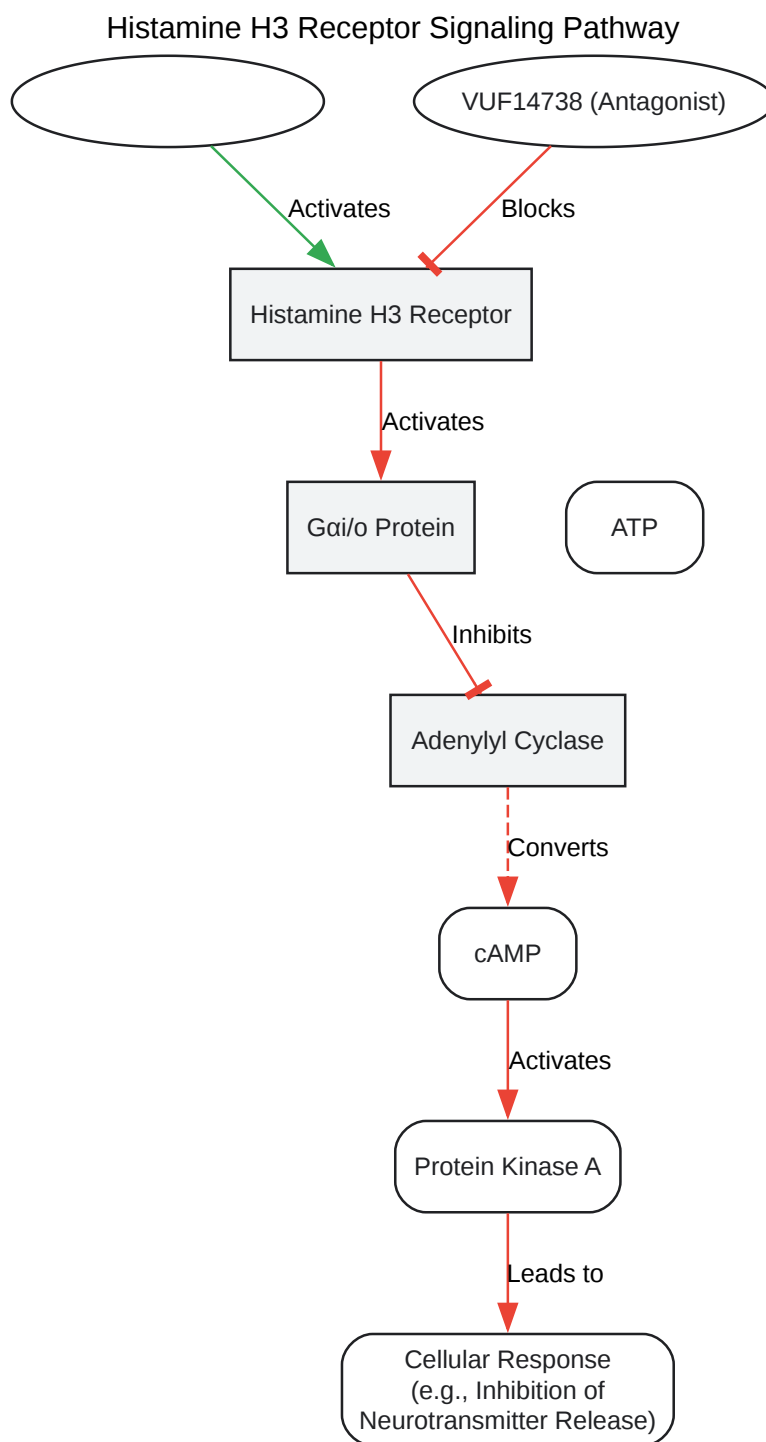 Histamine H3 Receptor Signaling Pathway
VUF14738 (Antagonist)
Activates
Blocks
Histamine H3 Receptor
Activates
Gαi/o Protein
ATP
Inhibits
Adenylyl Cyclase
Converts
cAMP
Activates
Protein Kinase A
Leads to
Cellular Response
(e.g., Inhibition of
Neurotransmitter Release)